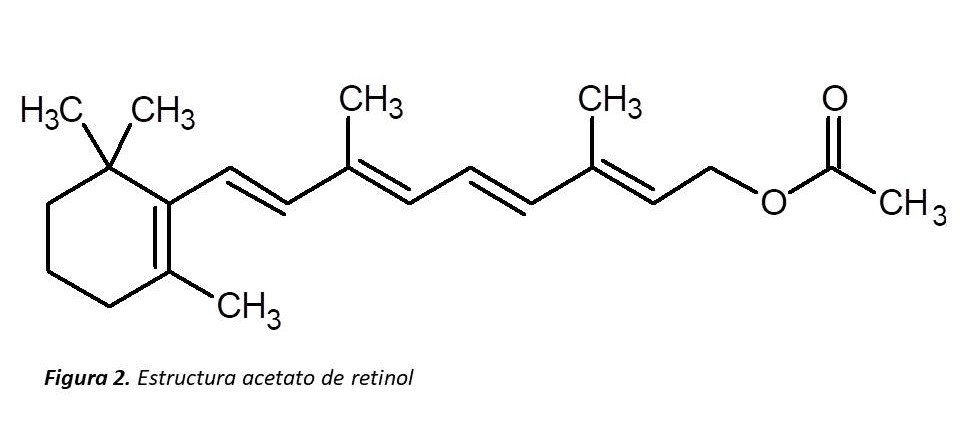 CH₃ CH₃ O
H₃C CH₃
O CH₃
CH₃
Figura 2. Estructura acetato de retinol